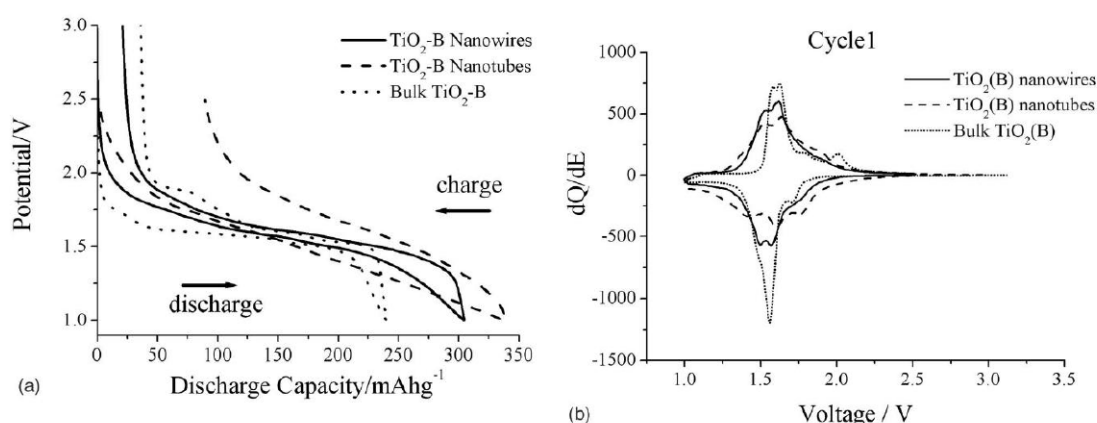 (a)
3.0
2.5
2.0
1.5
1.0
Potential/V
TiO₂-B Nanowires
TiO₂-B Nanotubes
Bulk TiO₂-B
charge
discharge
0 50 100 150 200 250 300 350
Discharge Capacity/mAhg⁻¹
Cycle1
1000
500
0
-500
-1000
-1500
dQ/dE
TiO₂(B) nanowires
TiO₂(B) nanotubes
Bulk TiO₂(B)
1.0 1.5 2.0 2.5 3.0 3.5
Voltage / V
(b)